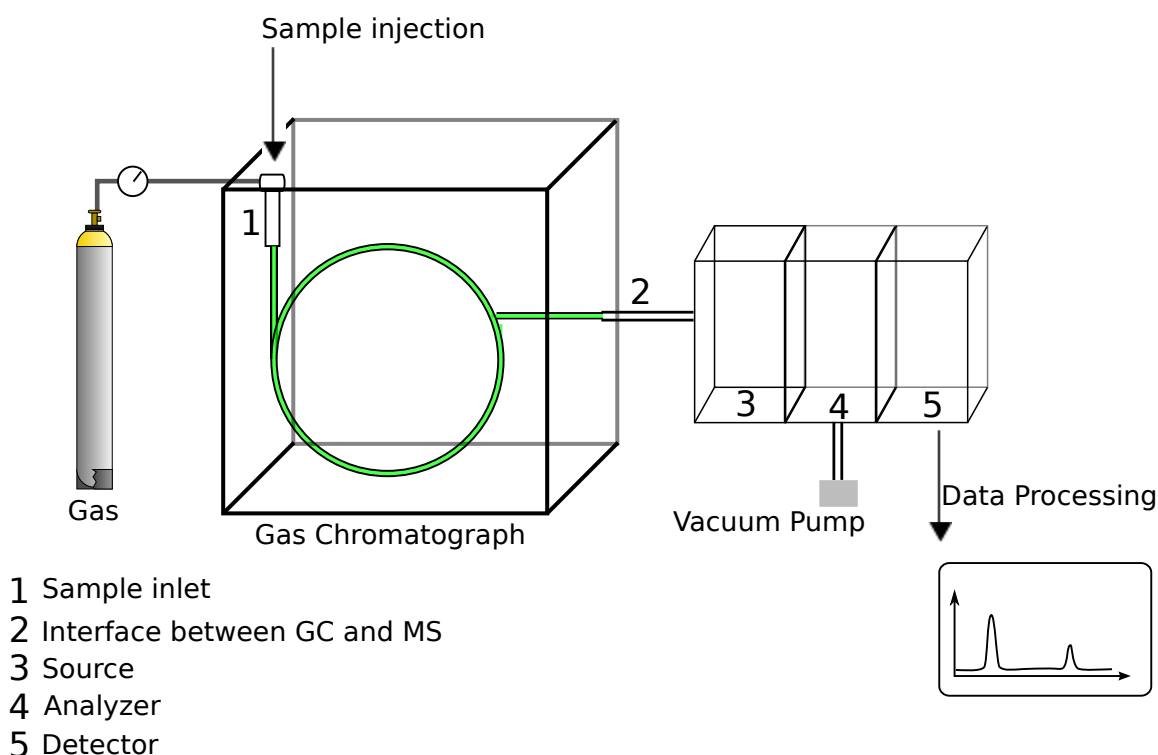 Sample injection
1
2
3
4
5
Gas
Gas Chromatograph
Vacuum Pump
Data Processing
1 Sample inlet
2 Interface between GC and MS
3 Source
4 Analyzer
5 Detector